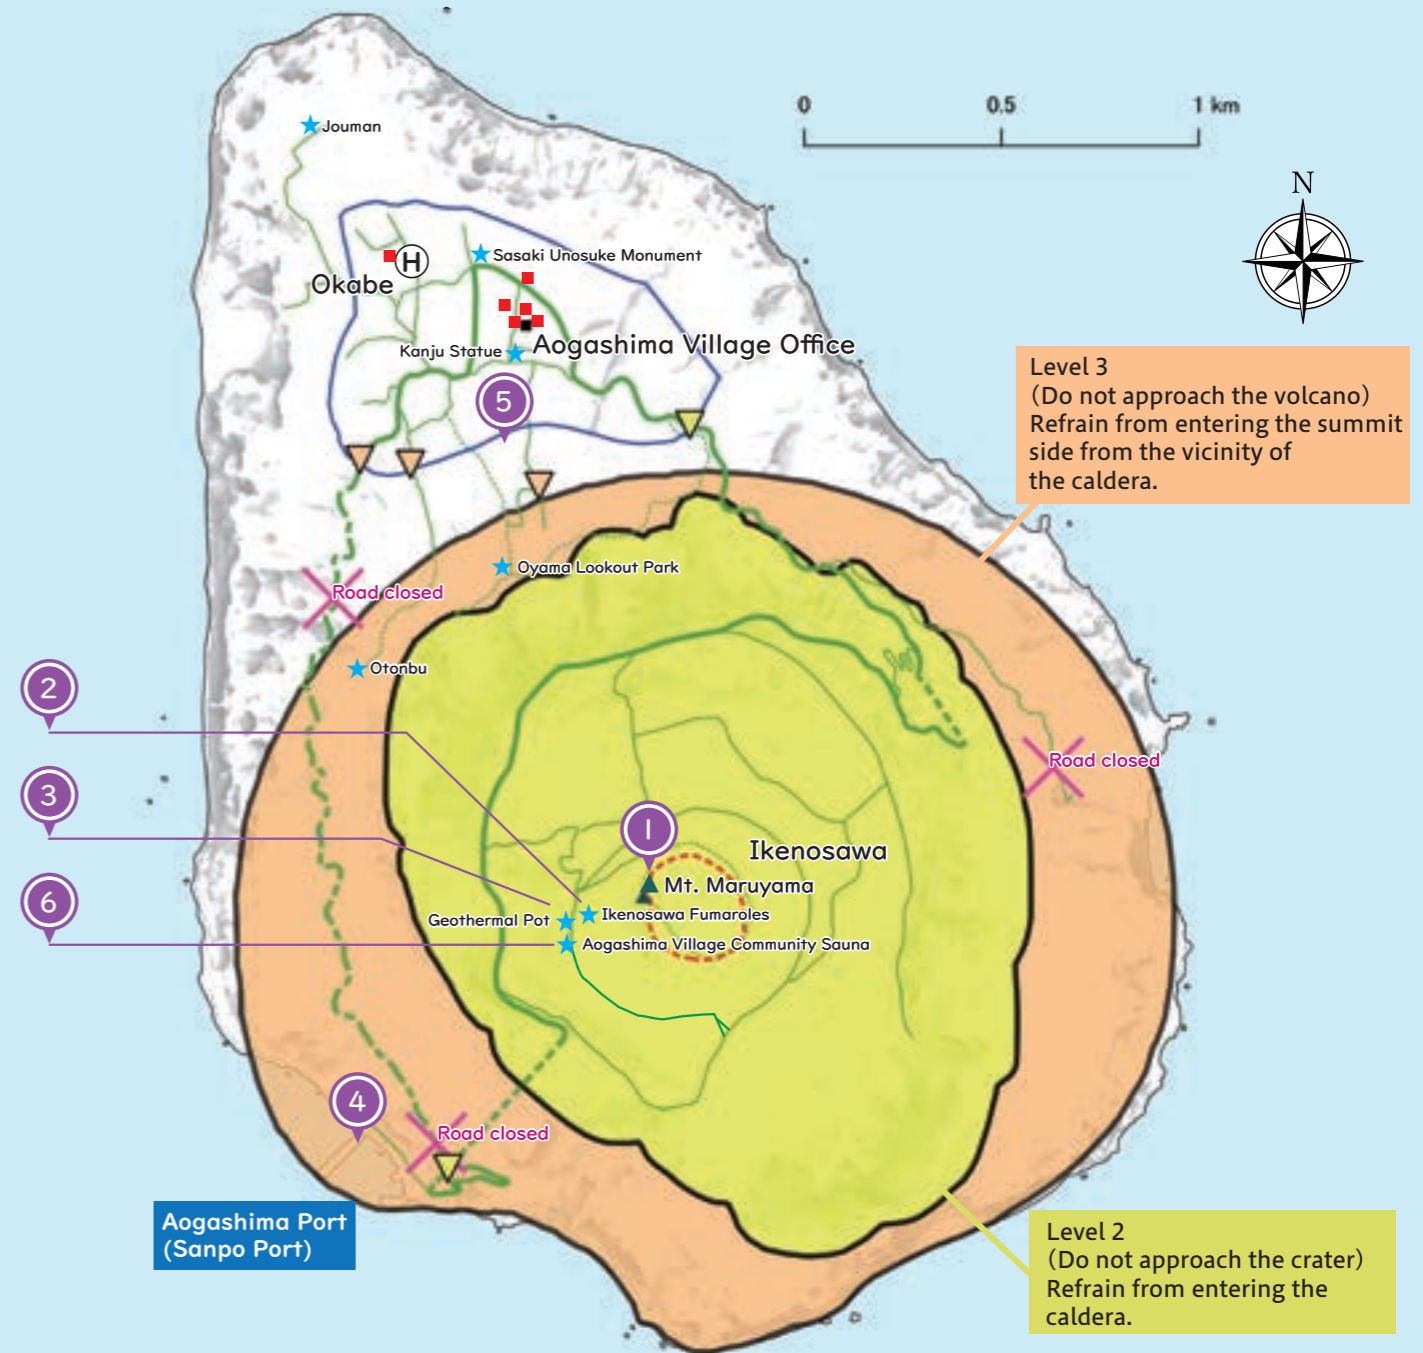 0 0.5 1 km
Jouman
N
Sasaki Unosuke Monument
H
Okabe
Aogashima Village Office
Kanju Statue
5
Level 3
(Do not approach the volcano)
Refrain from entering the summit
side from the vicinity of
the caldera.
Oyama Lookout Park
Road closed
Otonbu
2
Road closed
3
1
Ikenosawa
Mt. Maruyama
6
Ikenosawa Fumaroles
Geothermal Pot
Aogashima Village Community Sauna
4
Road closed
Aogashima Port
(Sanpo Port)
Level 2
(Do not approach the crater)
Refrain from entering the
caldera.